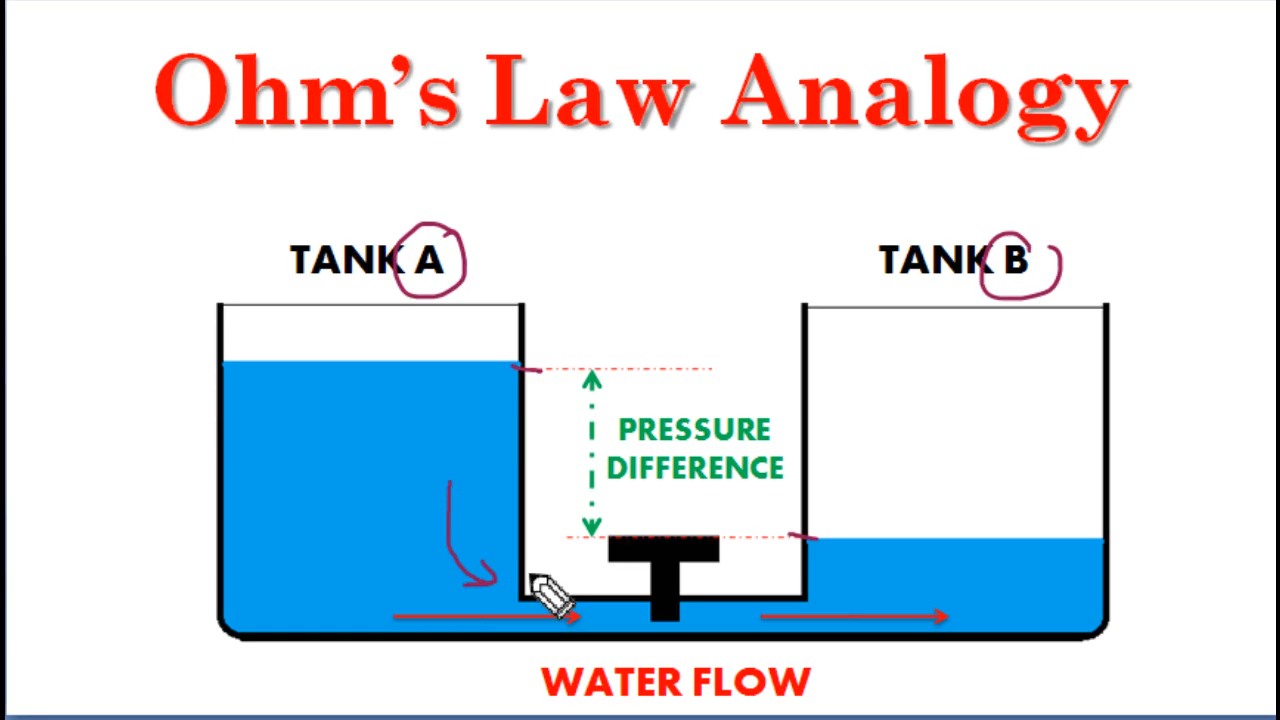 Ohm's Law Analogy
TANK A
TANK B
PRESSURE
DIFFERENCE
WATER FLOW